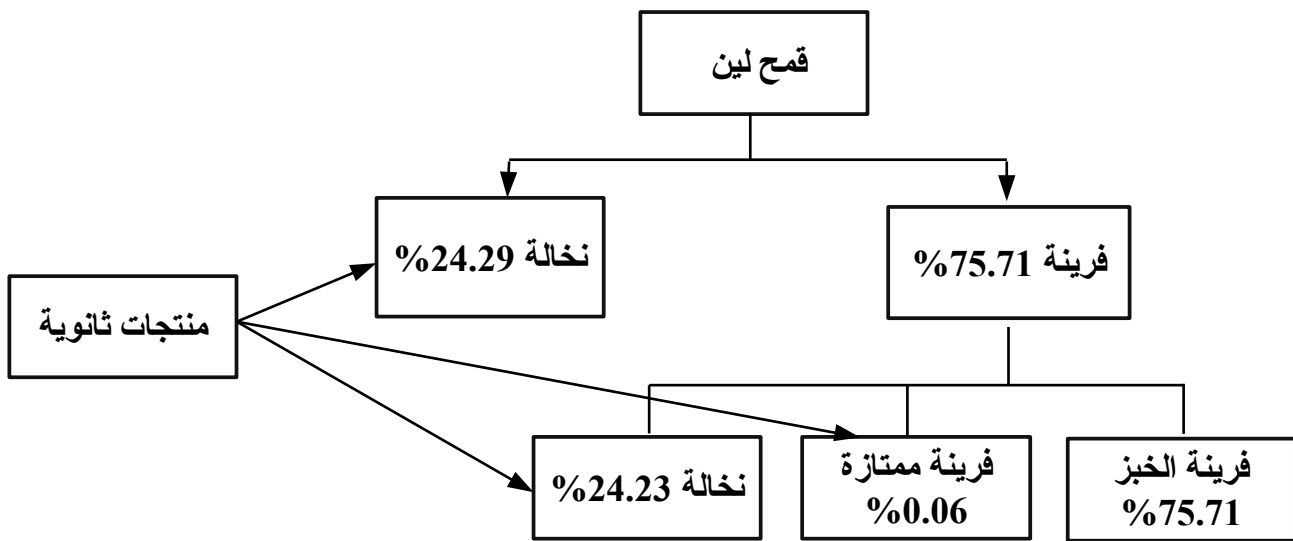 قمح لين
فرينة 75.71%
نخالة 24.29%
منتجات ثانوية
فرينة الخبز
75.71%
فرينة ممتازة
0.06%
نخالة 24.23%